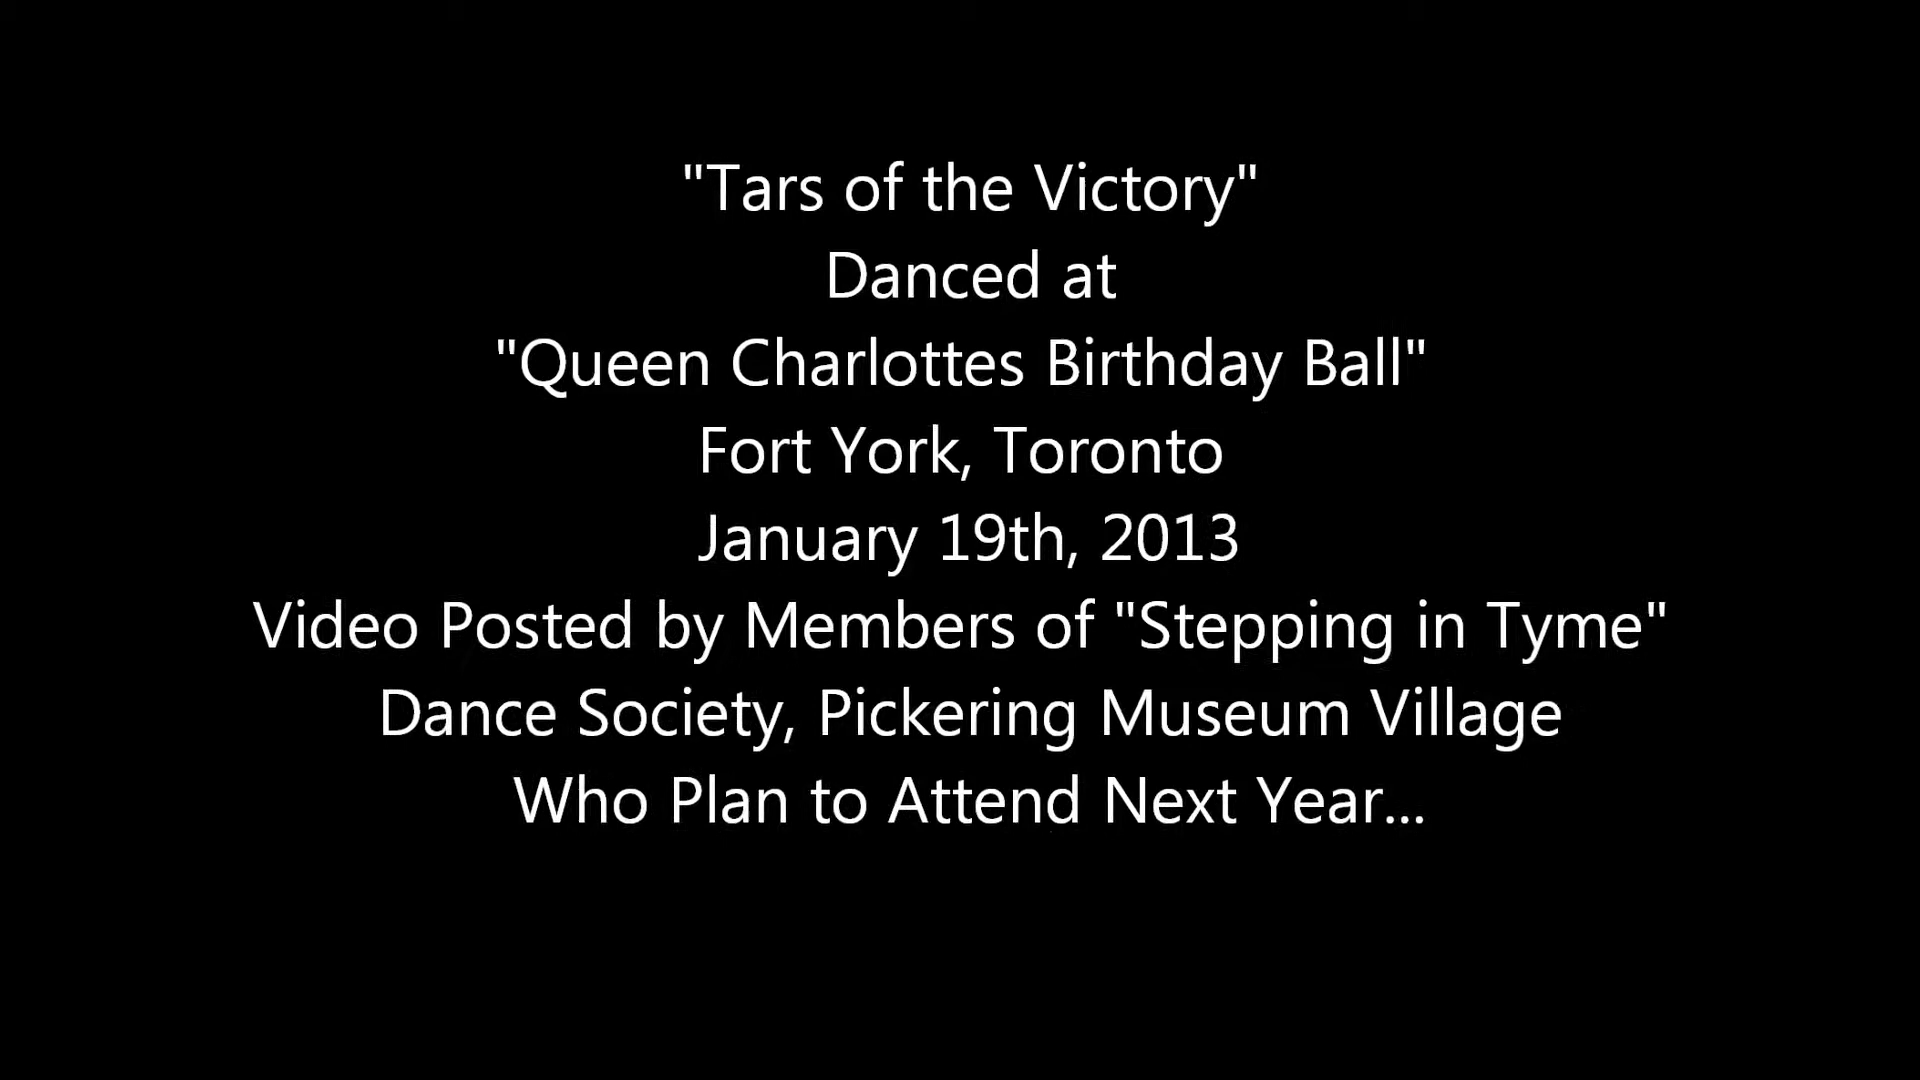 "Tars of the Victory"
Danced at
"Queen Charlottes Birthday Ball"
Fort York, Toronto
January 19th, 2013
Video Posted by Members of "Stepping in Tyme"
Dance Society, Pickering Museum Village
Who Plan to Attend Next Year...